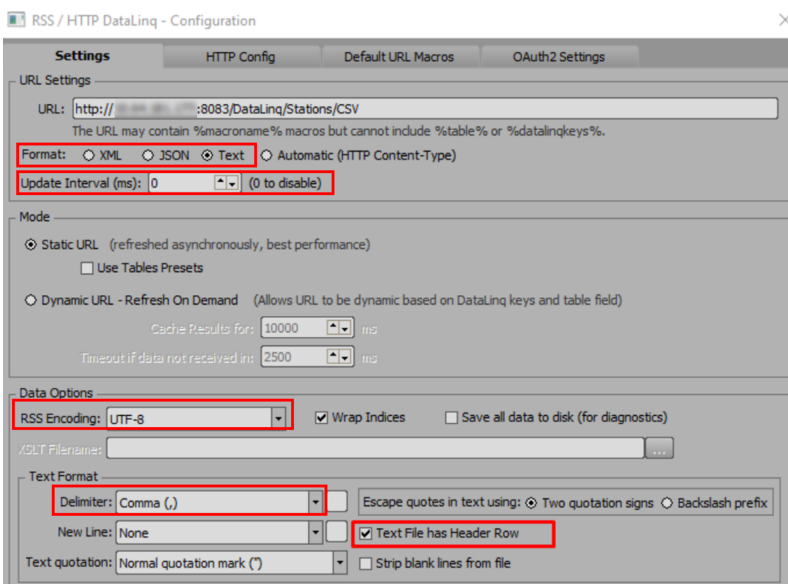 RSS / HTTP DataLinq - Configuration
Settings HTTP Config Default URL Macros OAuth2 Settings
URL Settings
URL: http:// :8083/DataLinq/Stations/CSV
The URL may contain %macroname% macros but cannot include %table% or %datalinqkeys%.
Format: XML JSON Text Automatic (HTTP Content-Type)
Update Interval (ms): 0 (0 to disable)
Mode
Static URL (refreshed asynchronously, best performance)
Use Tables Presets
Dynamic URL - Refresh On Demand (Allows URL to be dynamic based on DataLinq keys and table field)
Cache Results for: 10000 ms
Timeout if data not received in: 2500 ms
Data Options
RSS Encoding: UTF-8 Wrap Indices Save all data to disk (for diagnostics)
XSLT Filename: ...
Text Format
Delimiter: Comma (,) Escape quotes in text using: Two quotation signs Backslash prefix
New Line: None Text File has Header Row
Text quotation: Normal quotation mark (") Strip blank lines from file